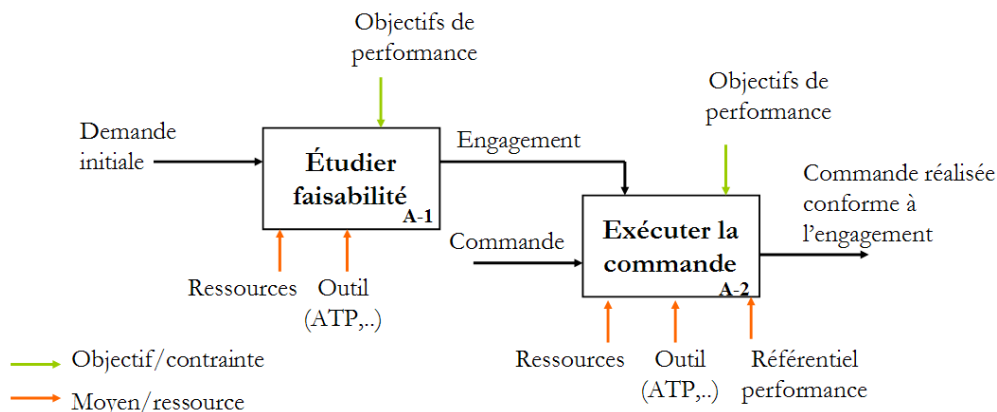 Objectifs de
performance
Objectifs de
performance
Demande
initiale
Engagement
Étudier
faisabilité
A-1
Commande réalisée
conforme à
l'engagement
Commande
Exécuter la
commande
A-2
Ressources
Outil
(ATP,..)
Ressources
Outil
(ATP,..)
Référentiel
performance
Objectif/contrainte
Moyen/ressource